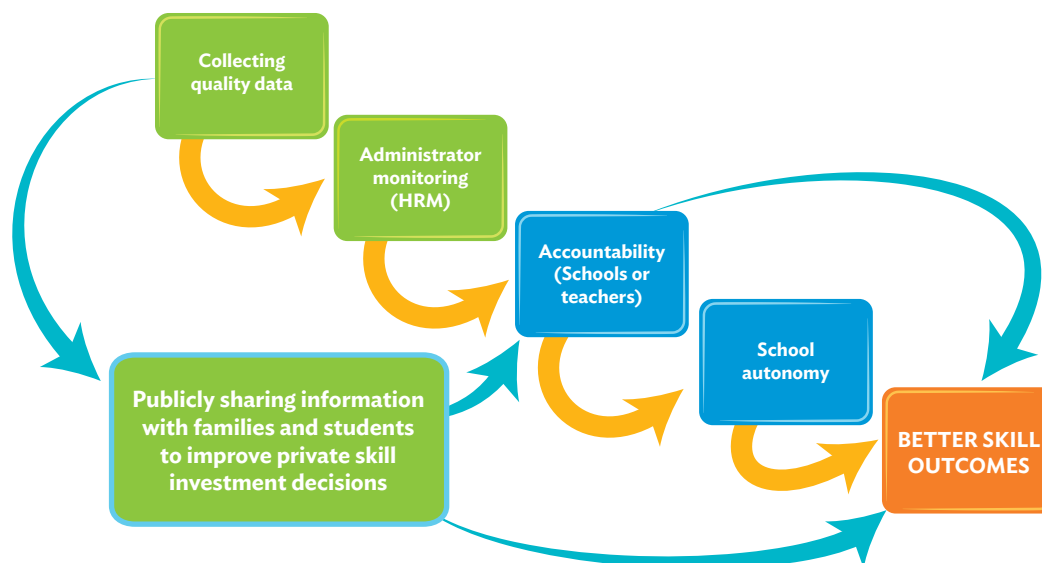 Collecting
quality data
Administrator
monitoring
(HRM)
Accountability
(Schools or
teachers)
School
autonomy
Publicly sharing information
with families and students
to improve private skill
investment decisions
BETTER SKILL
OUTCOMES